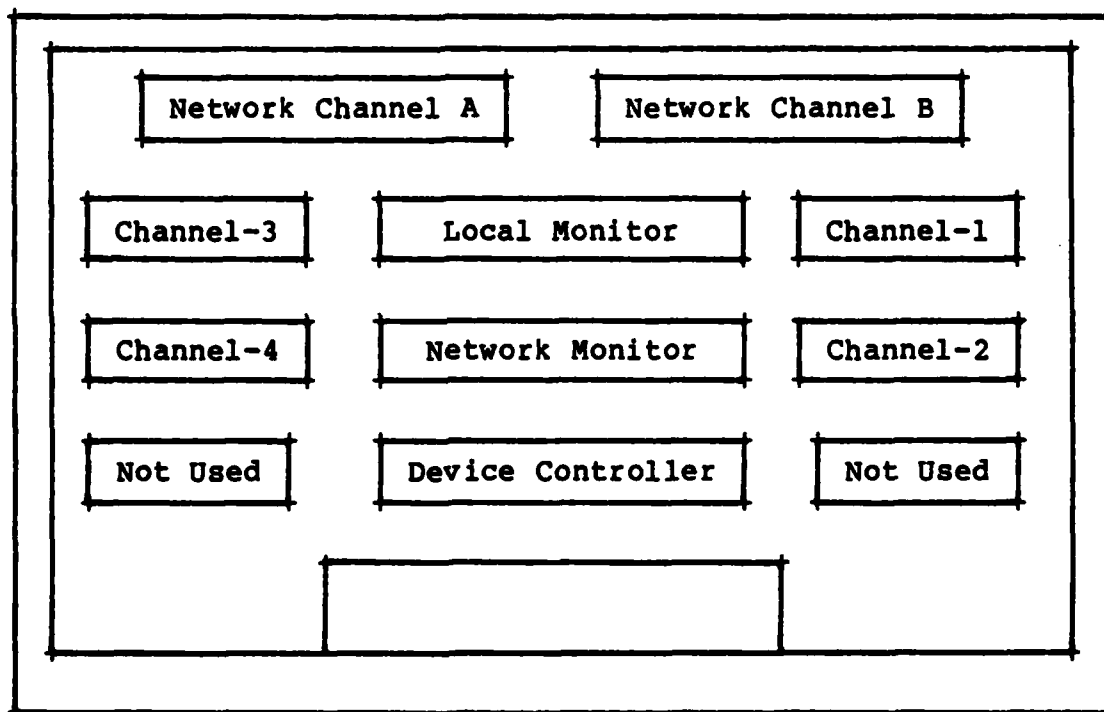 Network Channel A
Network Channel B
Channel-3
Local Monitor
Channel-1
Channel-4
Network Monitor
Channel-2
Not Used
Device Controller
Not Used